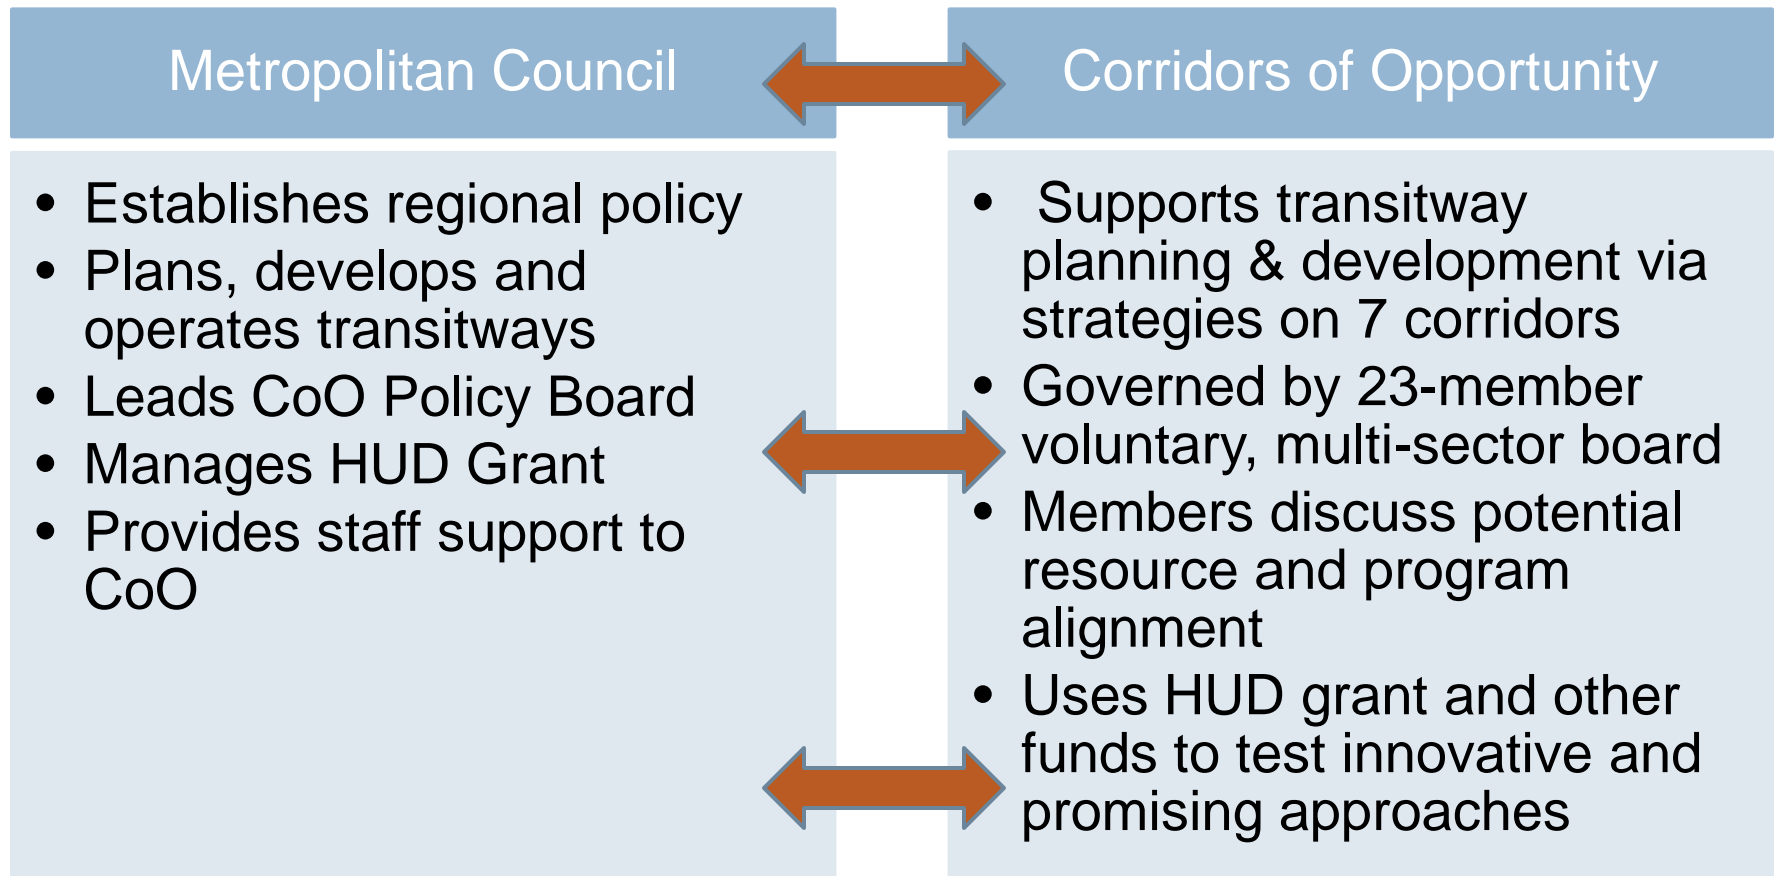 Metropolitan Council
• Establishes regional policy
• Plans, develops and
operates transitways
• Leads CoO Policy Board
• Manages HUD Grant
• Provides staff support to
CoO
Corridors of Opportunity
• Supports transitway
planning & development via
strategies on 7 corridors
• Governed by 23-member
voluntary, multi-sector board
• Members discuss potential
resource and program
alignment
• Uses HUD grant and other
funds to test innovative and
promising approaches